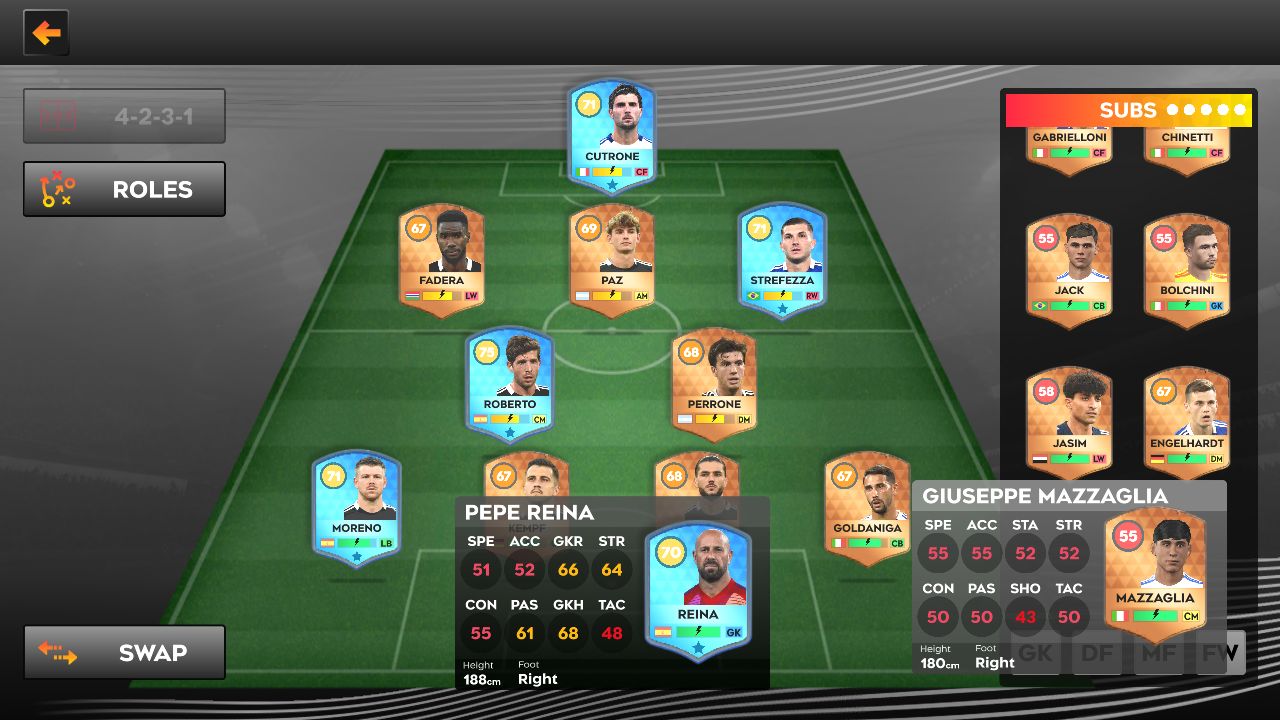 4-2-3-1
ROLES
SWAP
71
CUTRONE
CF
67
FADERA
LW
69
PAZ
AM
71
STREFEZZA
RW
75
ROBERTO
CM
68
PERRONE
DM
71
MORENO
LB
67
KEMPF
68
67
GOLDANIGA
CB
PEPE REINA
SPE ACC GKR STR
51 52 66 64
CON PAS GKH TAC
55 61 68 48
Height Foot
188cm Right
70
REINA
GK
SUBS
GABRIELLONI
CF
CHINETTI
CF
55
JACK
CB
55
BOLCHINI
GK
58
JASIM
LW
67
ENGELHARDT
DM
GIUSEPPE MAZZAGLIA
SPE ACC STA STR
55 55 52 52
CON PAS SHO TAC
50 50 43 50
Height Foot
180cm Right
55
MAZZAGLIA
CM
GK DF MF FW